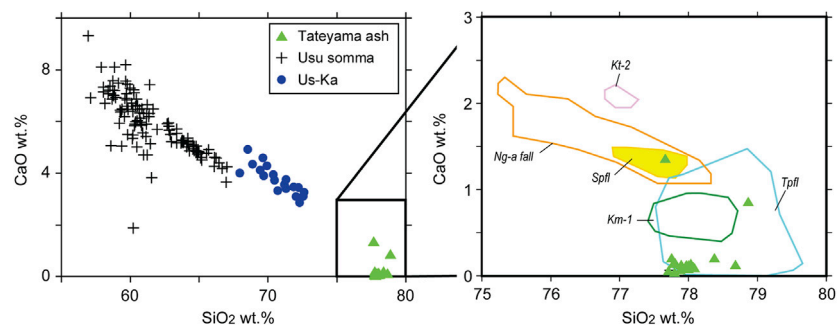 8
4
0
CaO wt.%
60
70
80
SiO2 wt.%
Tateyama ash
Usu somma
Us-Ka
3
2
1
0
CaO wt.%
75
76
77
78
79
80
SiO2 wt.%
Kt-2
Ng-a fall
Spfl
Tpfl
Km-1